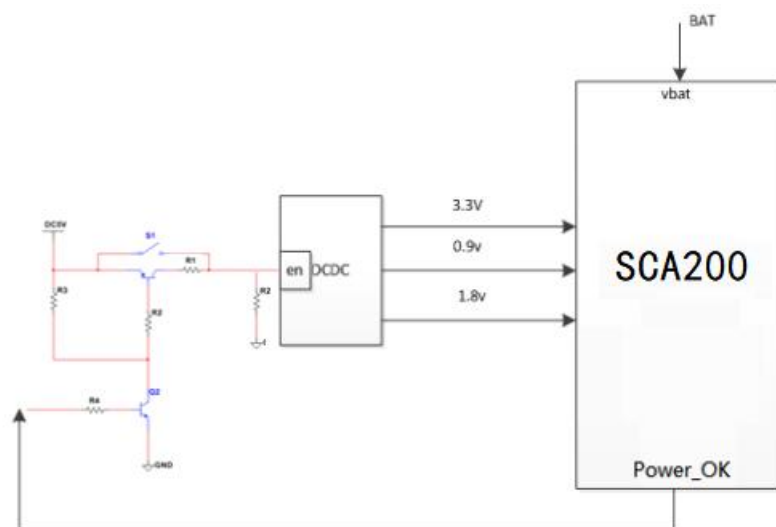 BAT
vbat
3.3V
DC5V
S1
R1
en DCDC
0.9v
SCA200
R3
R2
R2
1.8v
Q2
R4
GND
Power_OK